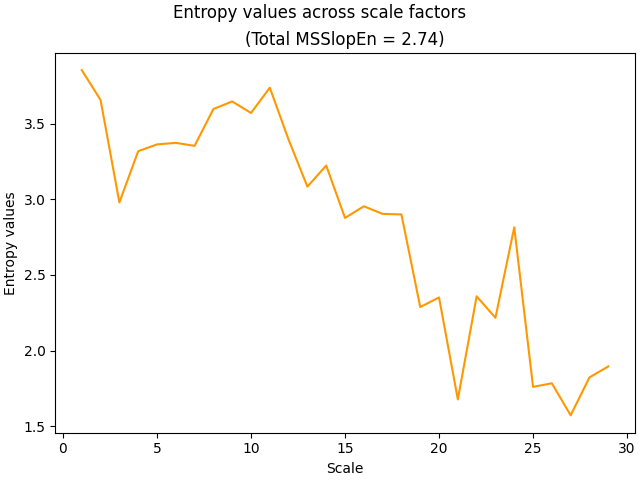 Entropy values across scale factors
(Total MSSlopEn = 2.74)
Entropy values
3.5
3.0
2.5
2.0
1.5
0 5 10 15 20 25 30
Scale